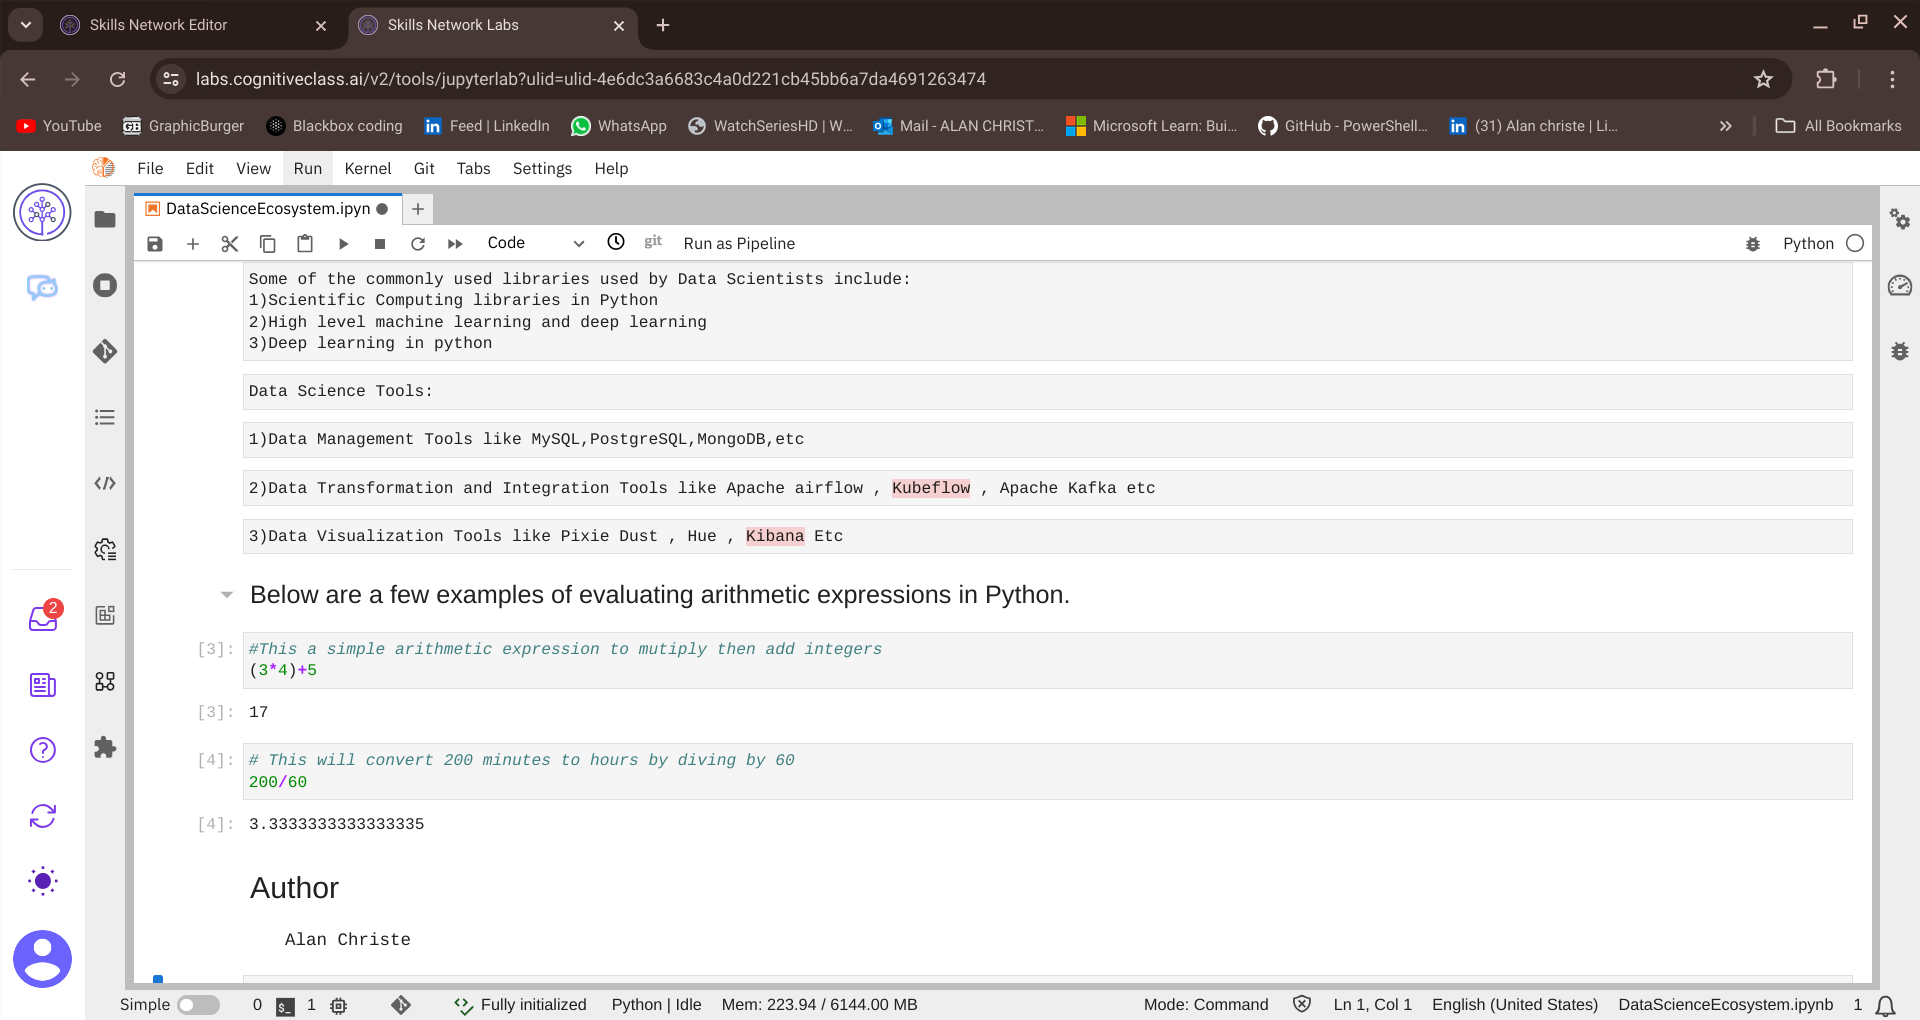 Skills Network Editor
Skills Network Labs
labs.cognitiveclass.ai/v2/tools/jupyterlab?ulid=ulid-4e6dc3a6683c4a0d221cb45bb6a7da4691263474
YouTube GraphicBurger Blackbox coding Feed | LinkedIn WhatsApp WatchSeriesHD | W... Mail - ALAN CHRIST... Microsoft Learn: Bui... GitHub - PowerShell... (31) Alan christe | Li... All Bookmarks
File Edit View Run Kernel Git Tabs Settings Help
DataScienceEcosystem.ipyn
Code git Run as Pipeline Python
Some of the commonly used libraries used by Data Scientists include:
1)Scientific Computing libraries in Python
2)High level machine learning and deep learning
3)Deep learning in python
Data Science Tools:
1)Data Management Tools like MySQL,PostgreSQL,MongoDB,etc
2)Data Transformation and Integration Tools like Apache airflow , Kubeflow , Apache Kafka etc
3)Data Visualization Tools like Pixie Dust , Hue , Kibana Etc
Below are a few examples of evaluating arithmetic expressions in Python.
[3]: #This a simple arithmetic expression to mutiply then add integers
(3*4)+5
[3]: 17
[4]: # This will convert 200 minutes to hours by diving by 60
200/60
[4]: 3.3333333333333335
Author
Alan Christe
2
Simple 0 $_ 1 Fully initialized Python | Idle Mem: 223.94 / 6144.00 MB Mode: Command Ln 1, Col 1 English (United States) DataScienceEcosystem.ipynb 1